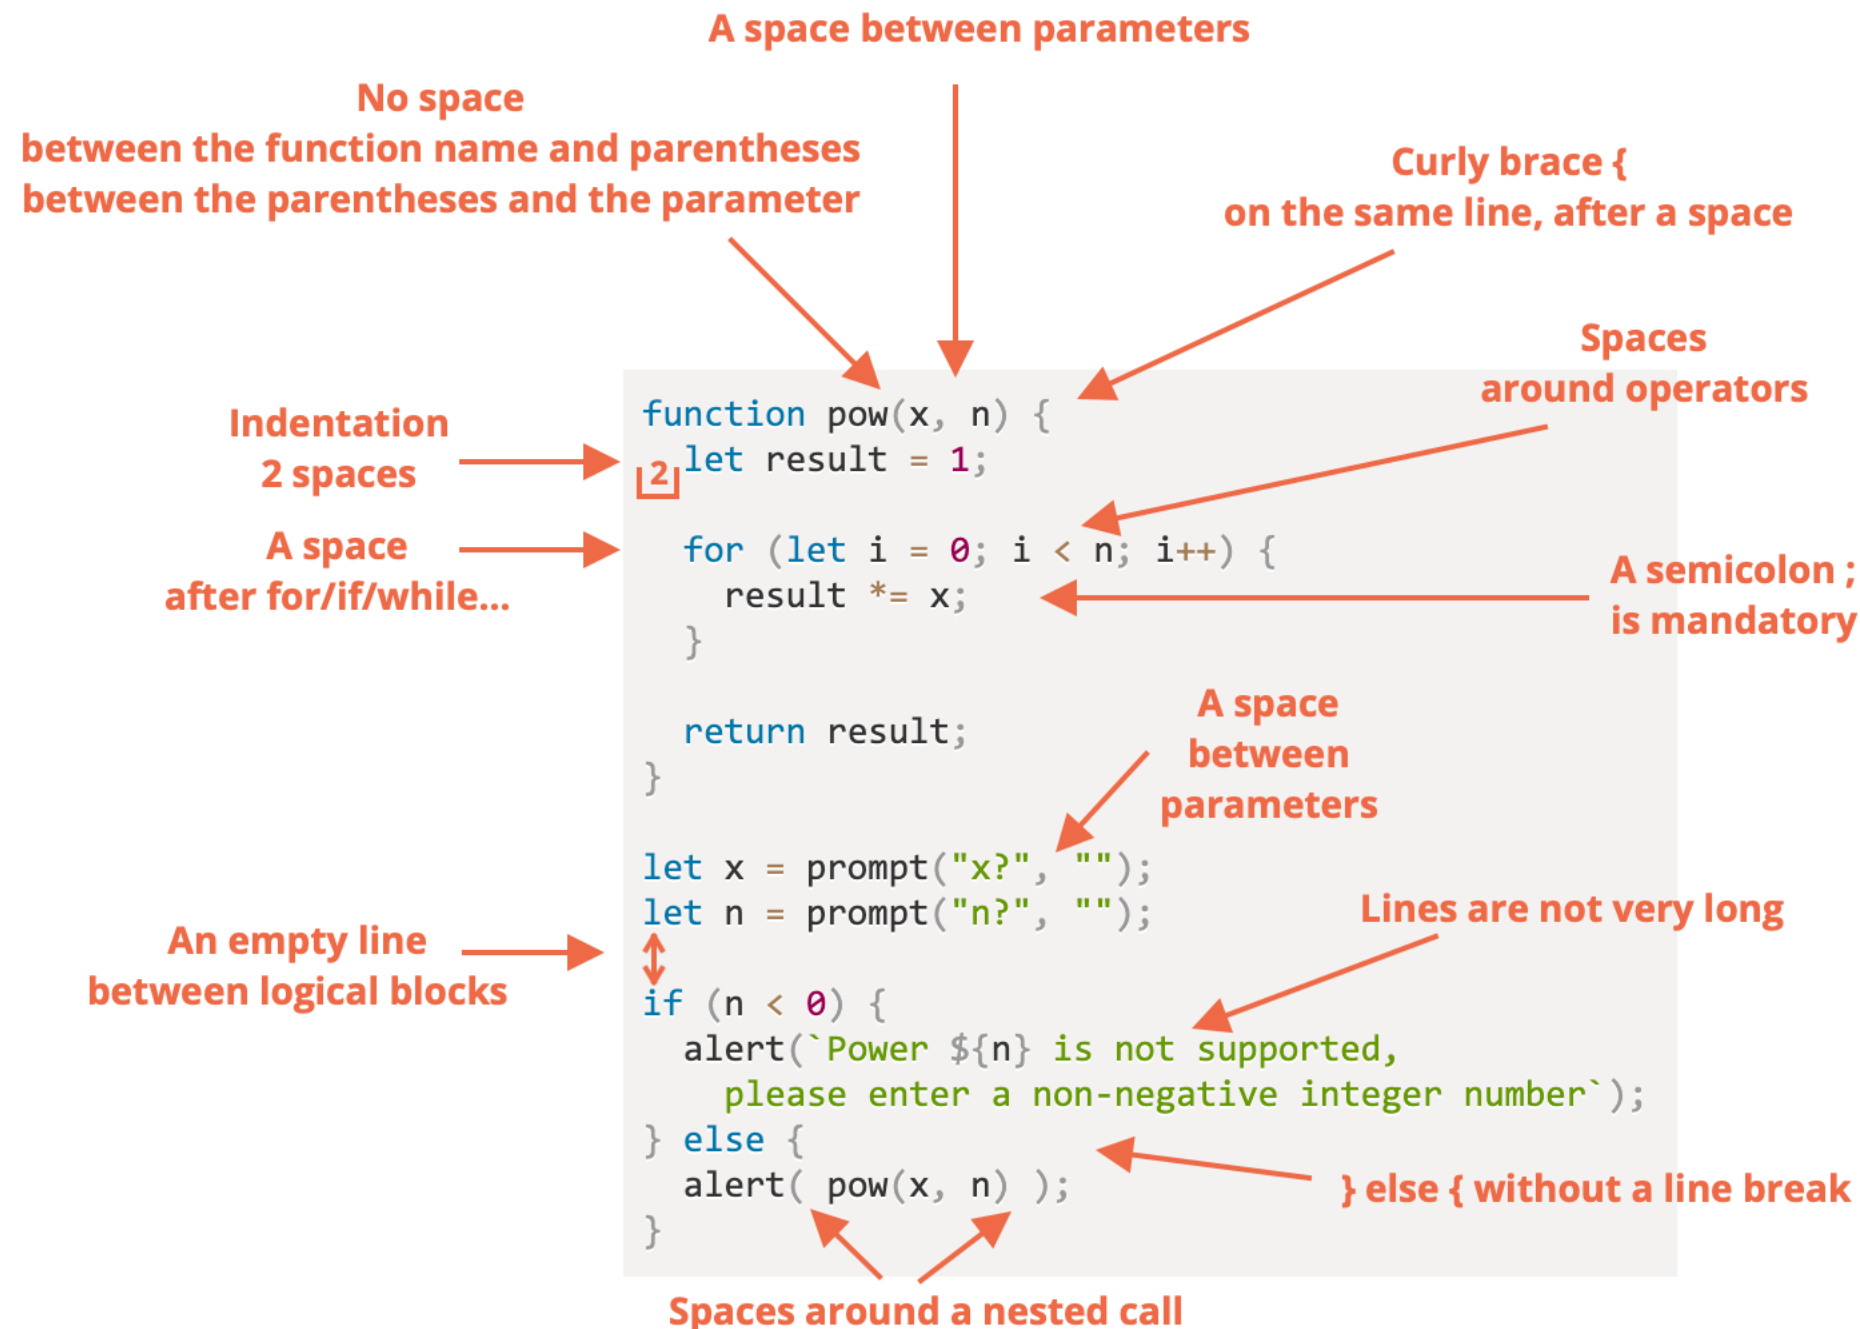 A space between parameters
No space
between the function name and parentheses
between the parentheses and the parameter
Curly brace {
on the same line, after a space
Spaces
around operators
Indentation
2 spaces
A space
after for/if/while...
A semicolon ;
is mandatory
An empty line
between logical blocks
function pow(x, n) {
2
  let result = 1;

  for (let i = 0; i < n; i++) {
    result *= x;
  }

  return result;
}

let x = prompt("x?", "");
let n = prompt("n?", "");

if (n < 0) {
  alert(`Power ${n} is not supported,
    please enter a non-negative integer number`);
} else {
  alert( pow(x, n) );
}
A space
between
parameters
Lines are not very long
} else { without a line break
Spaces around a nested call